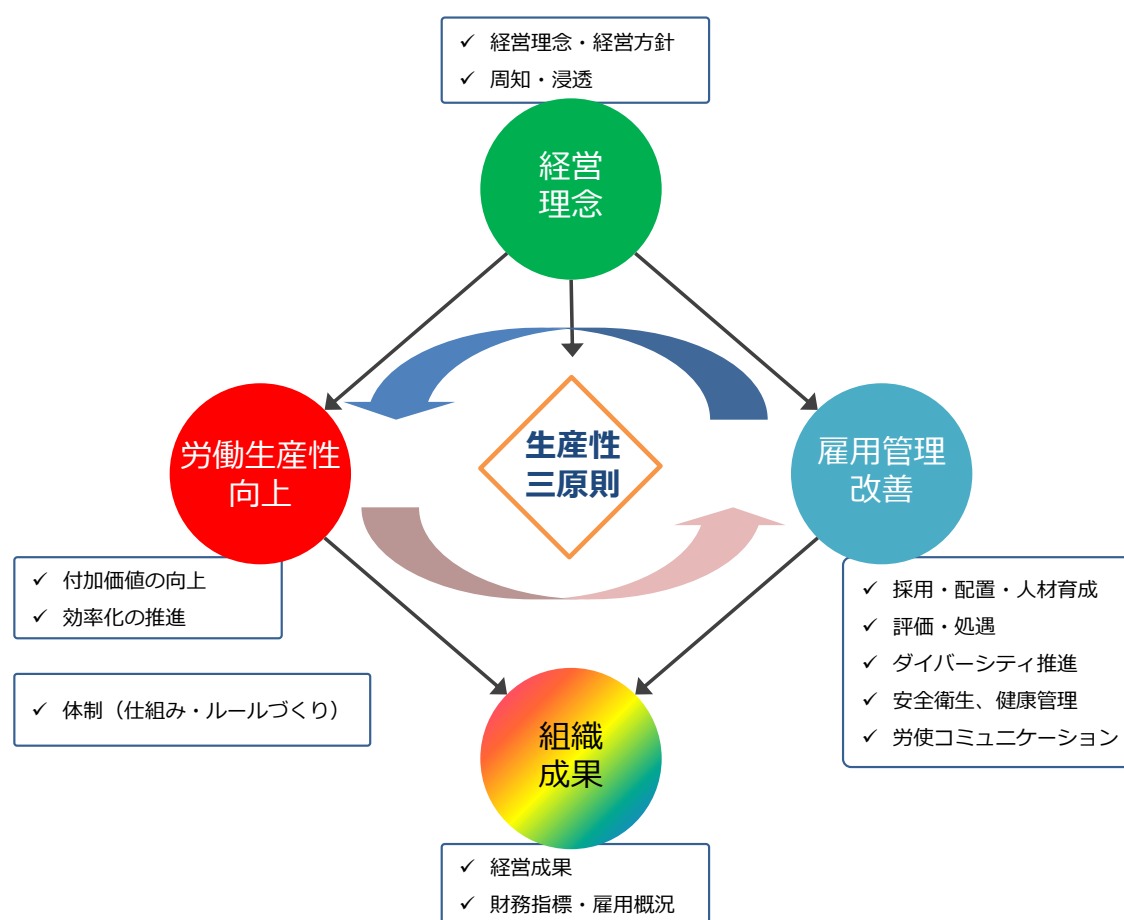 ✓ 経営理念・経営方針
✓ 周知・浸透
経営
理念
生産性
三原則
労働生産性
向上
雇用管理
改善
✓ 付加価値の向上
✓ 効率化の推進
✓ 体制（仕組み・ルールづくり）
✓ 採用・配置・人材育成
✓ 評価・処遇
✓ ダイバーシティ推進
✓ 安全衛生、健康管理
✓ 労使コミュニケーション
組織
成果
✓ 経営成果
✓ 財務指標・雇用概況